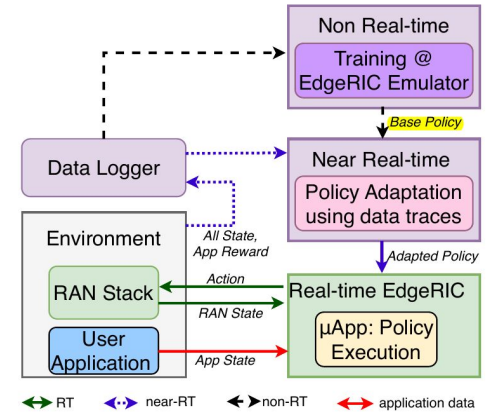 Non Real-time
Training @
EdgeRIC Emulator
Base Policy
Data Logger
Near Real-time
Policy Adaptation
using data traces
All State,
App Reward
Adapted Policy
Environment
RAN Stack
User
Application
Action
RAN State
App State
Real-time EdgeRIC
μApp: Policy
Execution
RT
near-RT
non-RT
application data